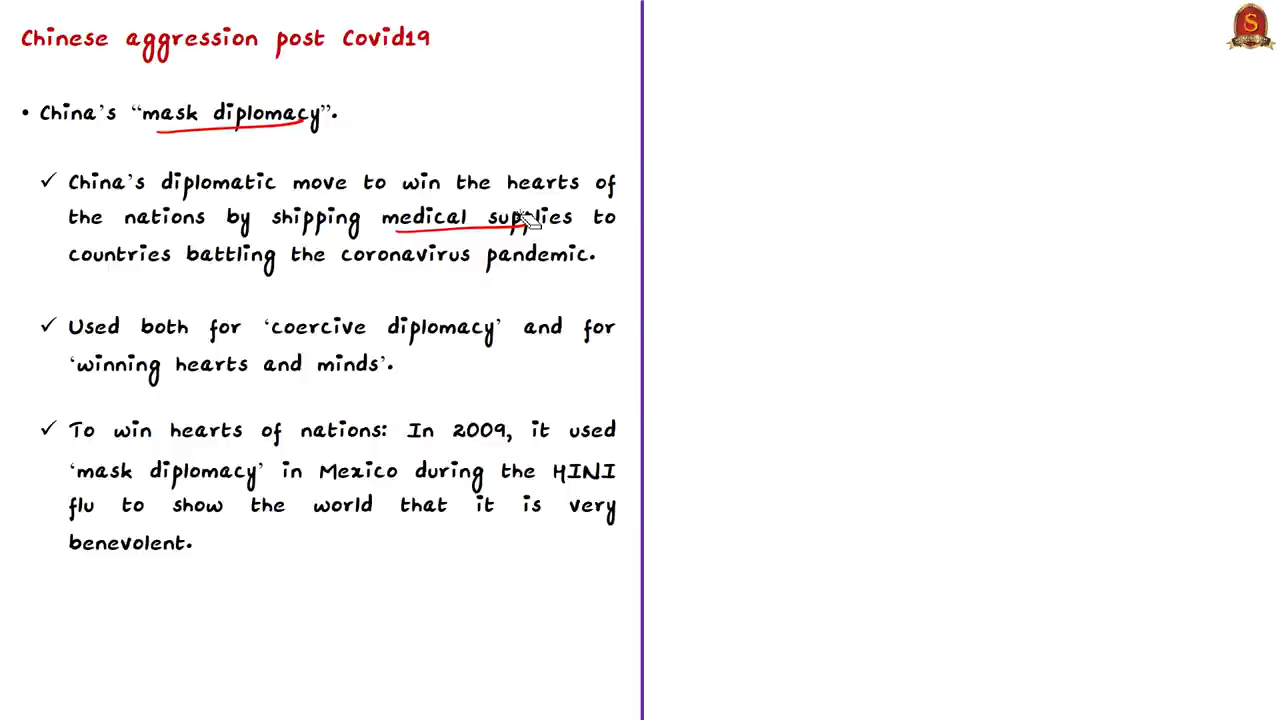 Chinese aggression post Covid19
• China's “mask diplomacy”.
✓ China's diplomatic move to win the hearts of
the nations by shipping medical supplies to
countries battling the coronavirus pandemic.
✓ Used both for ‘coercive diplomacy’ and for
‘winning hearts and minds’.
✓ To win hearts of nations: In 2009, it used
‘mask diplomacy’ in Mexico during the H1N1
flu to show the world that it is very
benevolent.
S